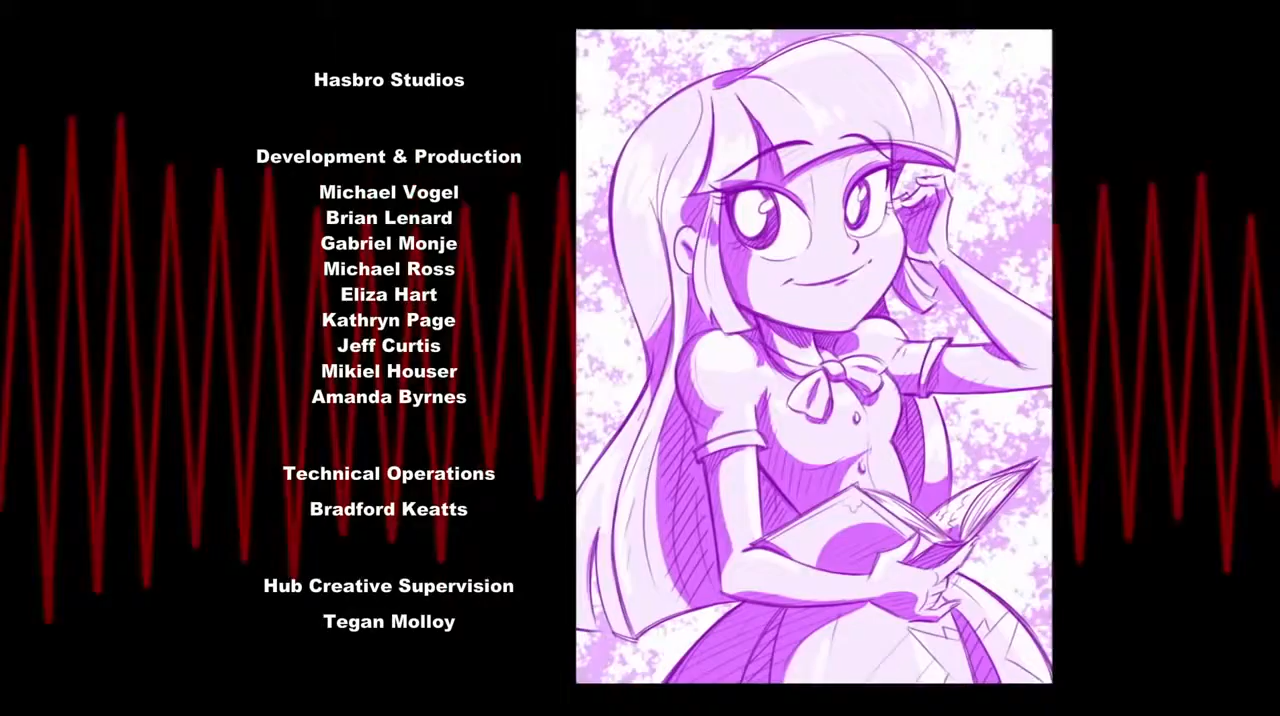 Hasbro Studios
Development & Production
Michael Vogel
Brian Lenard
Gabriel Monje
Michael Ross
Eliza Hart
Kathryn Page
Jeff Curtis
Mikiel Houser
Amanda Byrnes
Technical Operations
Bradford Keatts
Hub Creative Supervision
Tegan Molloy